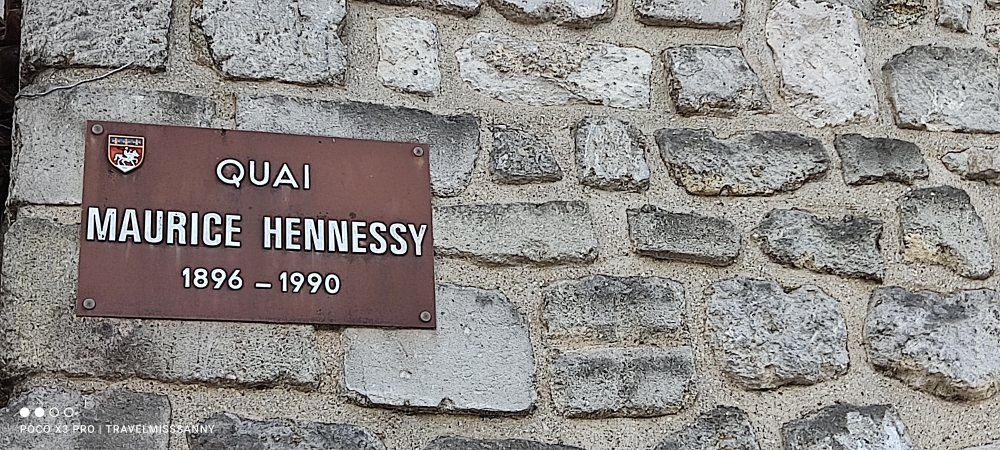 QUAI
MAURICE HENNESSY
1896 – 1990
POCO X3 PRO | TRAVELMISSSANNY